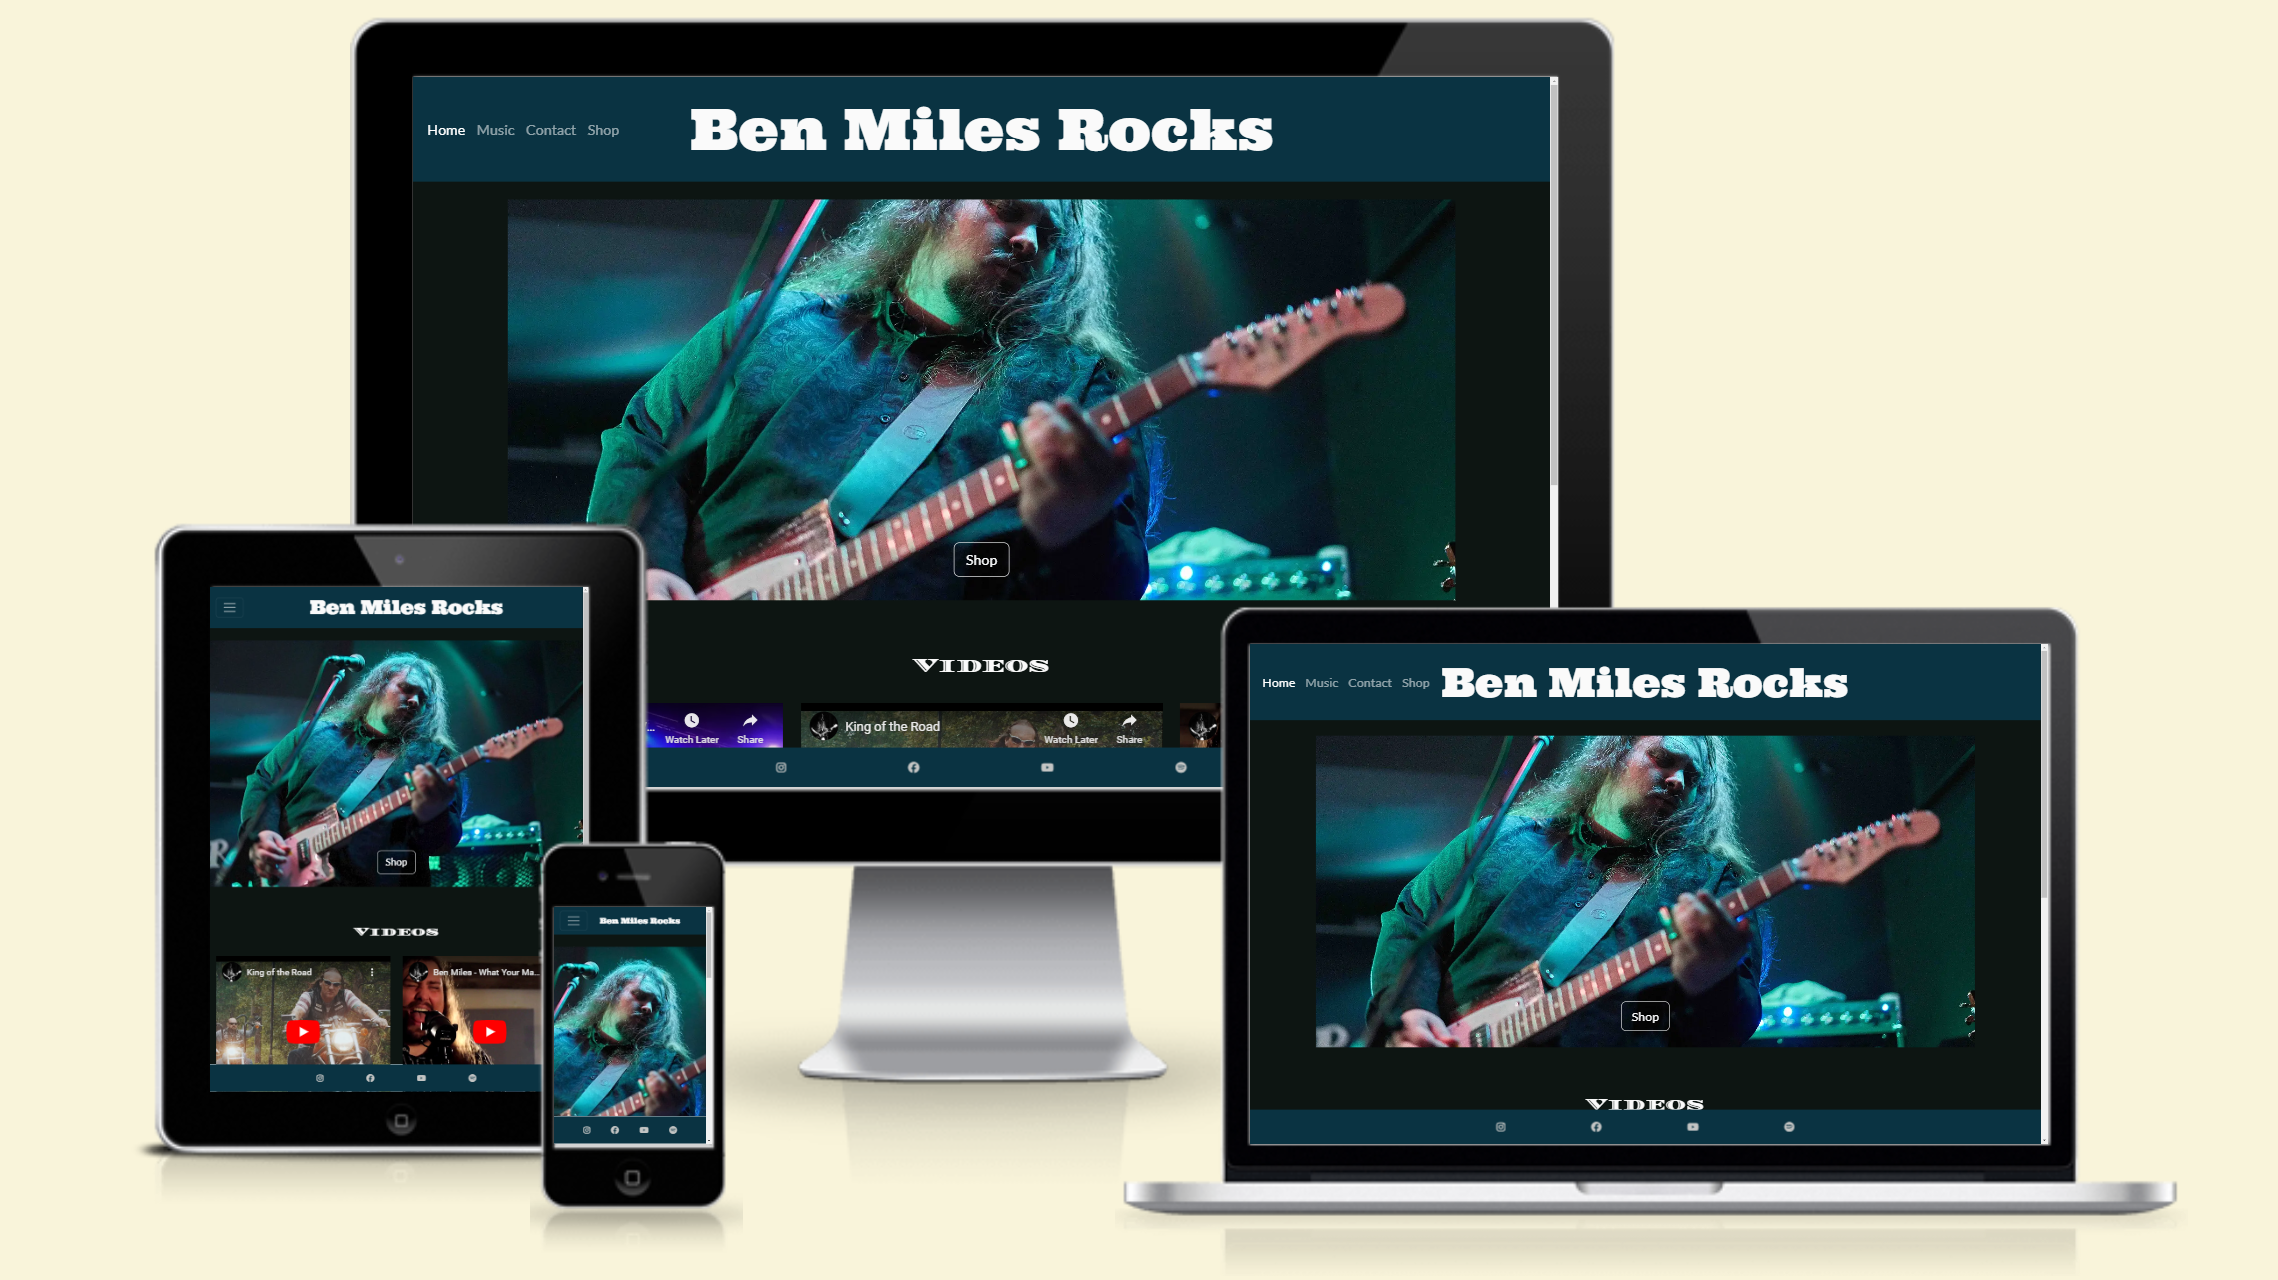 Home Music Contact Shop
Ben Miles Rocks
Shop
VIDEOS
...
Watch Later Share
King of the Road
Watch Later Share
Ben Miles Rocks
Shop
VIDEOS
King of the Road
Ben Miles - What Your Ma...
Ben Miles Rocks
Home Music Contact Shop
Ben Miles Rocks
Shop
VIDEOS